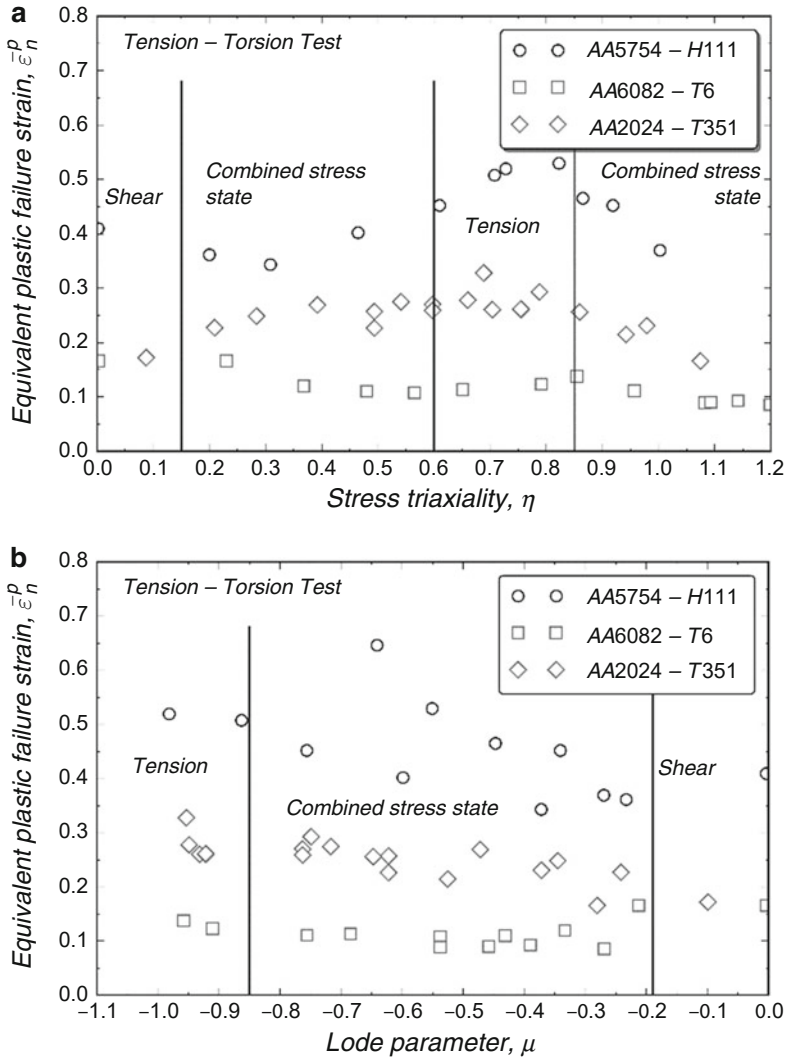 a
Tension – Torsion Test
AA5754 – H111
AA6082 – T6
AA2024 – T351
Shear
Combined stress
state
Tension
Combined stress
state
0.8
0.7
0.6
0.5
0.4
0.3
0.2
0.1
0.0
Equivalent plastic failure strain, ε̄ₙᵖ
0.0 0.1 0.2 0.3 0.4 0.5 0.6 0.7 0.8 0.9 1.0 1.1 1.2
Stress triaxiality, η
b
Tension – Torsion Test
AA5754 – H111
AA6082 – T6
AA2024 – T351
Tension
Combined stress state
Shear
0.8
0.7
0.6
0.5
0.4
0.3
0.2
0.1
0.0
Equivalent plastic failure strain, ε̄ₙᵖ
−1.1 −1.0 −0.9 −0.8 −0.7 −0.6 −0.5 −0.4 −0.3 −0.2 −0.1 0.0
Lode parameter, μ